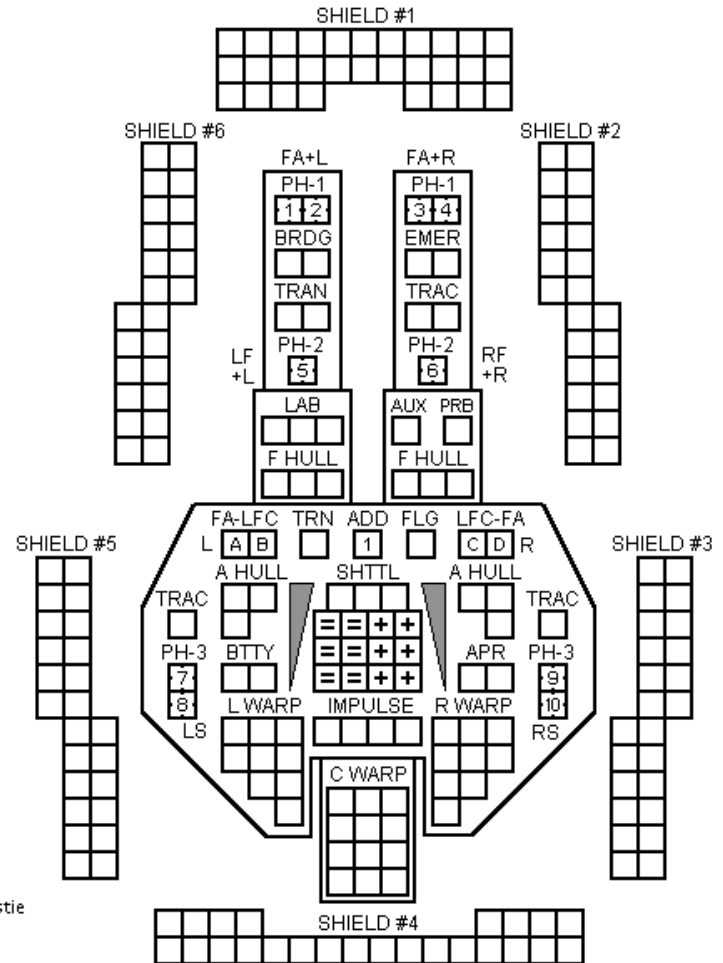 SHIELD #1
SHIELD #6
SHIELD #2
FA+L
FA+R
PH-1
PH-1
1 2
3 4
BRDG
EMER
TRAN
TRAC
LF
+L
PH-2
PH-2
RF
+R
5
6
LAB
AUX
PRB
F HULL
F HULL
FA-LFC
TRN
ADD
FLG
LFC-FA
SHIELD #5
SHIELD #3
L
A B
1
C D
R
A HULL
SHTTL
A HULL
TRAC
TRAC
= = + +
PH-3
BTTY
= = + +
APR
PH-3
7
= = + +
9
8
10
L WARP
IMPULSE
R WARP
LS
RS
C WARP
stie
SHIELD #4